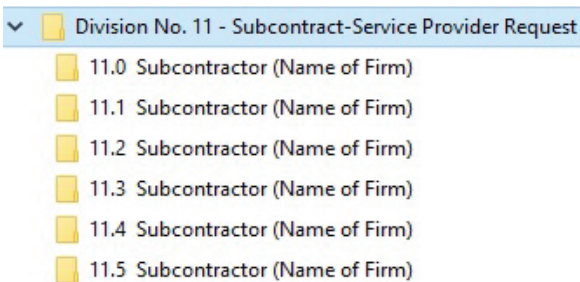 Division No. 11 - Subcontract-Service Provider Request
11.0 Subcontractor (Name of Firm)
11.1 Subcontractor (Name of Firm)
11.2 Subcontractor (Name of Firm)
11.3 Subcontractor (Name of Firm)
11.4 Subcontractor (Name of Firm)
11.5 Subcontractor (Name of Firm)